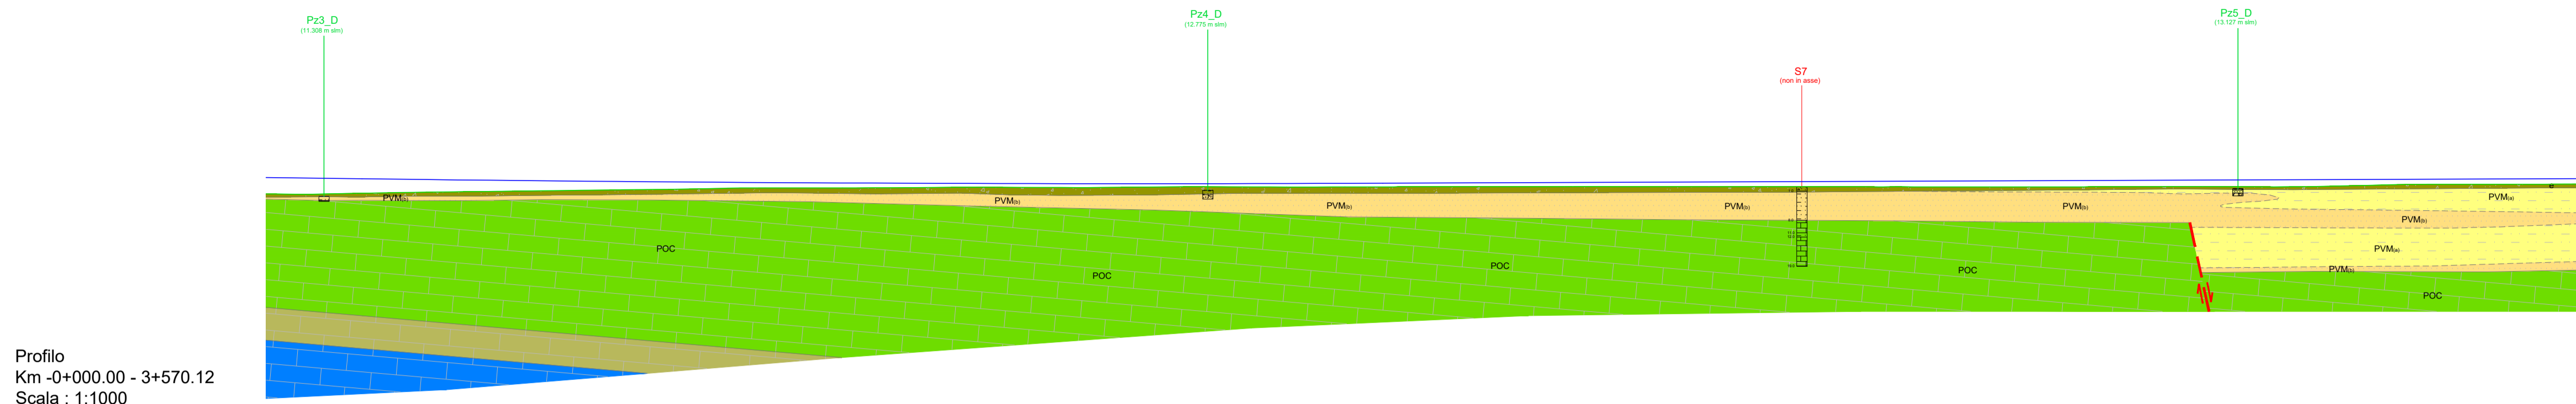 Pz3_D
(11.308 m slm)
Pz4_D
(12.775 m slm)
Pz5_D
(13.127 m slm)
S7
(non in asse)
PVM(b)
PVM(b)
PVM(b)
PVM(b)
PVM(b)
PVM(a)
PVM(b)
PVM(a)
PVM(b)
POC
POC
POC
POC
POC
Profilo
Km -0+000.00 - 3+570.12
Scala : 1:1000